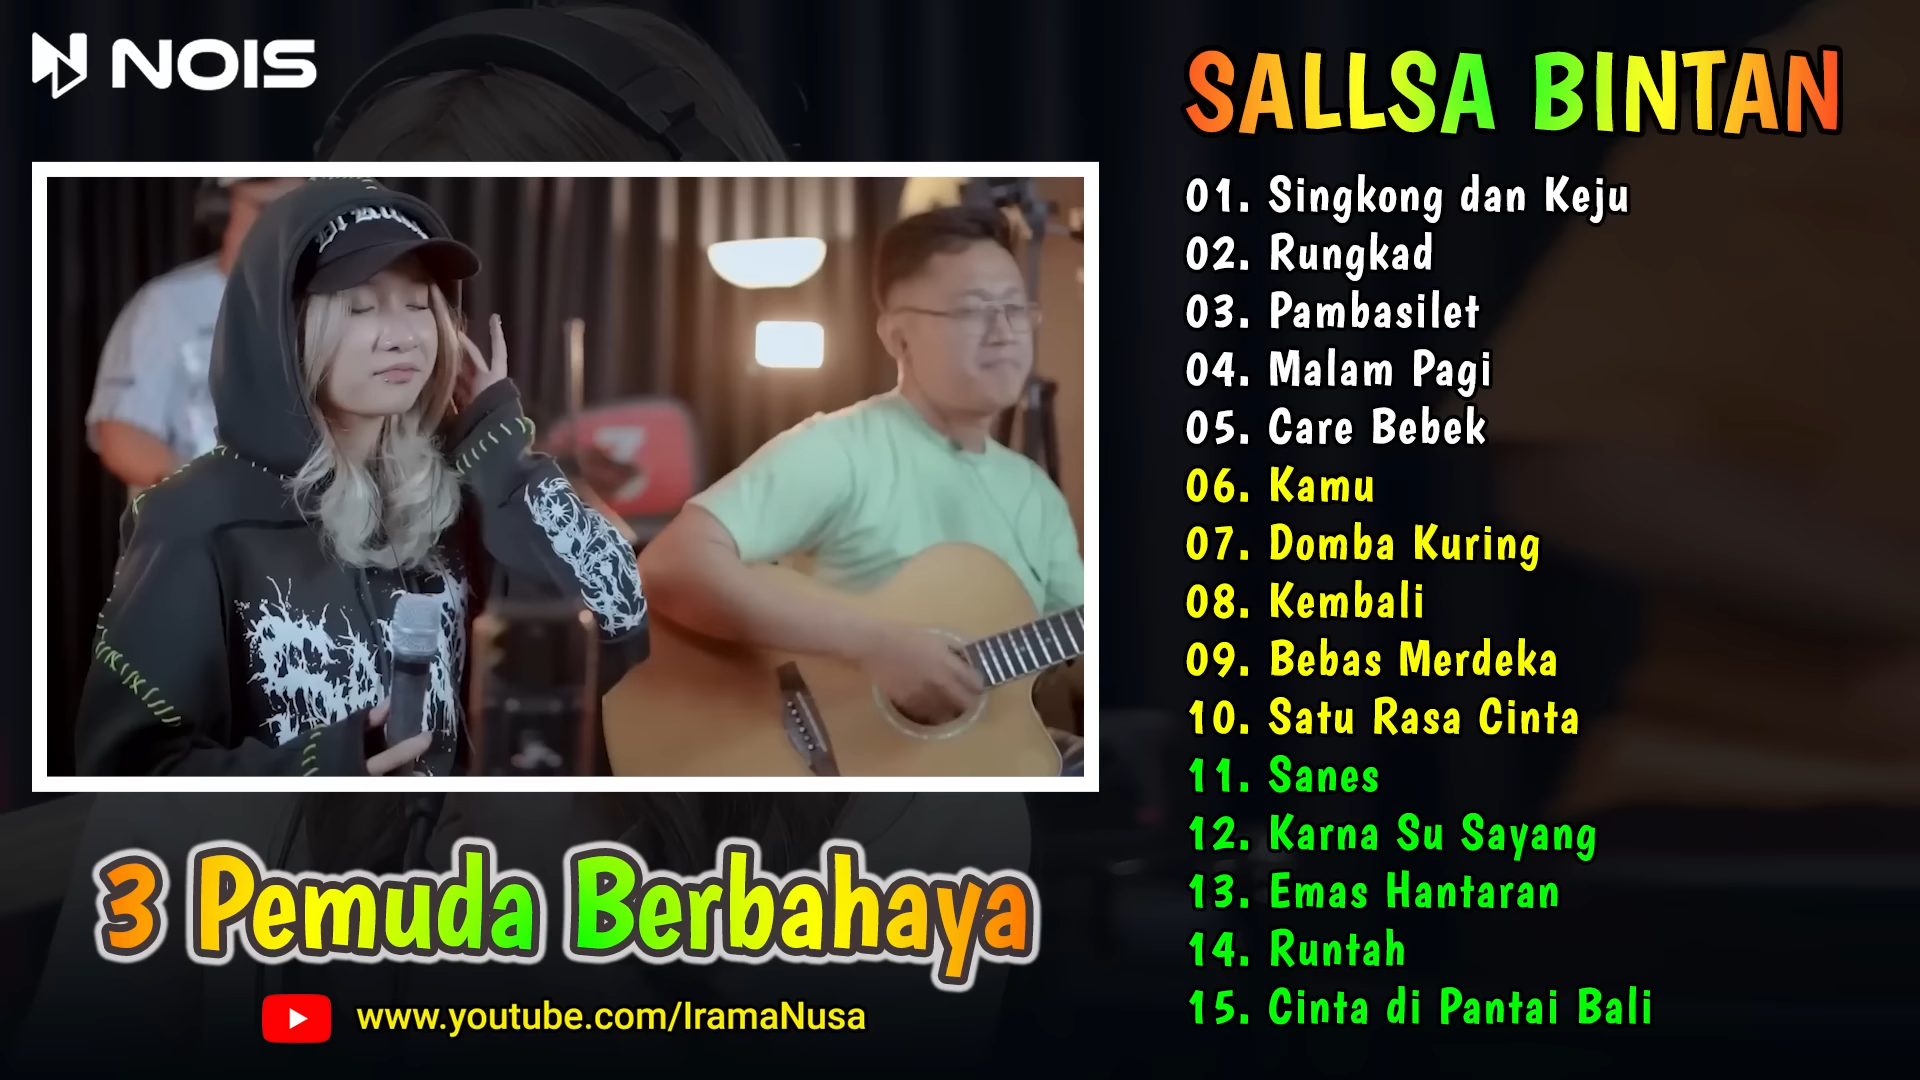 NOIS
SALLSA BINTAN
01. Singkong dan Keju
02. Rungkad
03. Pambasilet
04. Malam Pagi
05. Care Bebek
06. Kamu
07. Domba Kuring
08. Kembali
09. Bebas Merdeka
10. Satu Rasa Cinta
11. Sanes
12. Karna Su Sayang
13. Emas Hantaran
14. Runtah
15. Cinta di Pantai Bali
3
3 Pemuda Berbahaya
www.youtube.com/IramaNusa